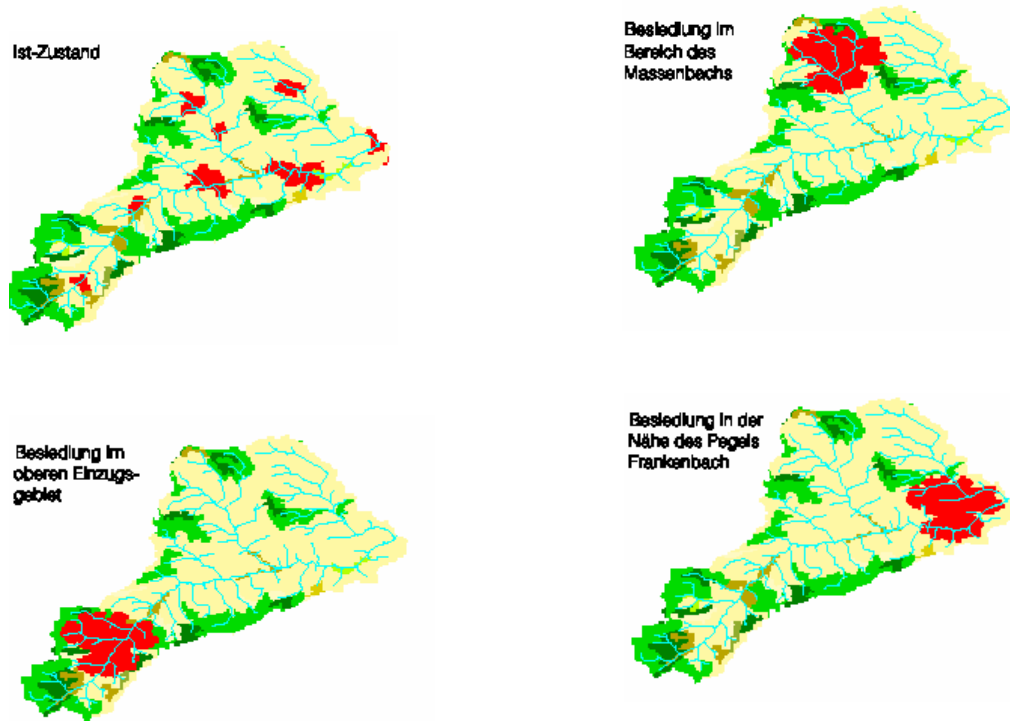 Ist-Zustand
Besiedlung im
Bereich des
Massenbachs
Besiedlung im
oberen Einzugs-
gebiet
Besiedlung in der
Nähe des Pegels
Frankenbach